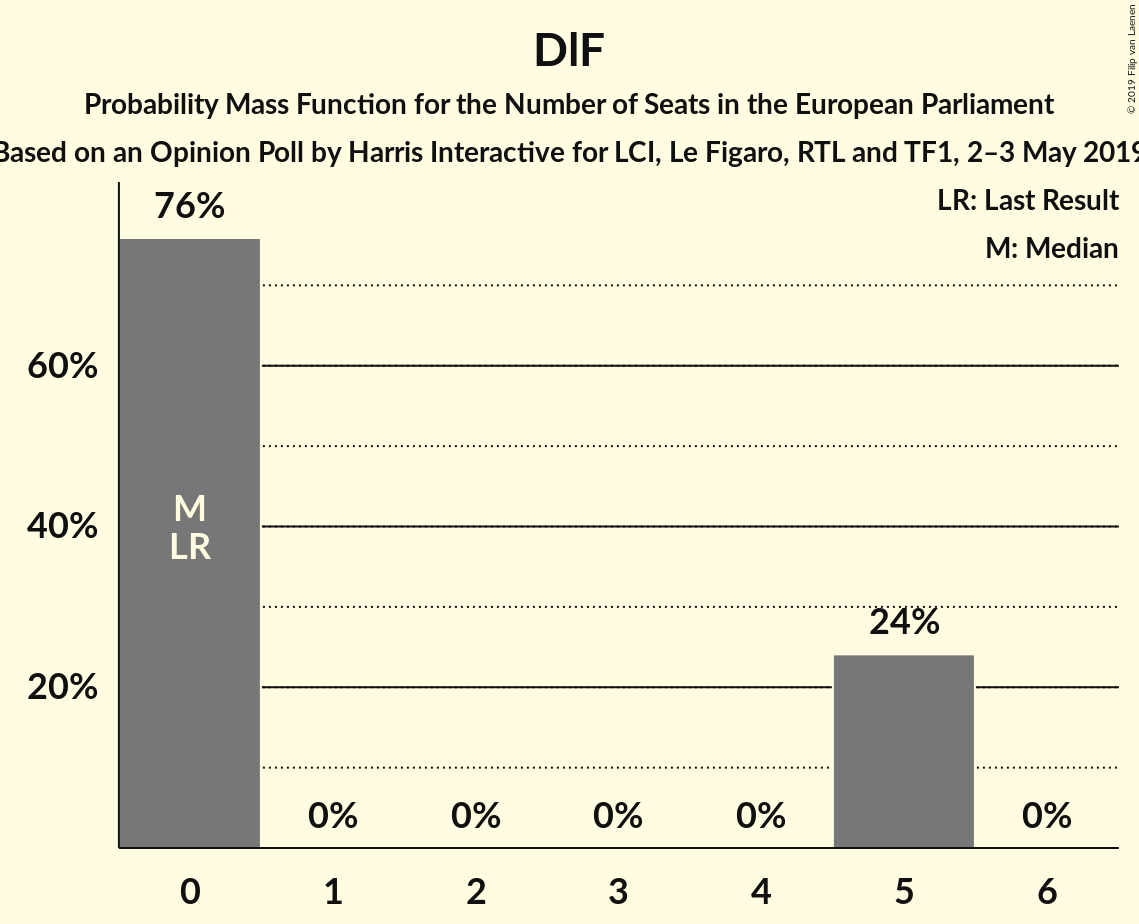 DlF
Probability Mass Function for the Number of Seats in the European Parliament
Based on an Opinion Poll by Harris Interactive for LCI, Le Figaro, RTL and TF1, 2–3 May 2019
© 2019 Filip van Laenen
LR: Last Result
M: Median
76%
60%
40%
20%
M
LR
0%
0%
0%
0%
24%
0%
0
1
2
3
4
5
6